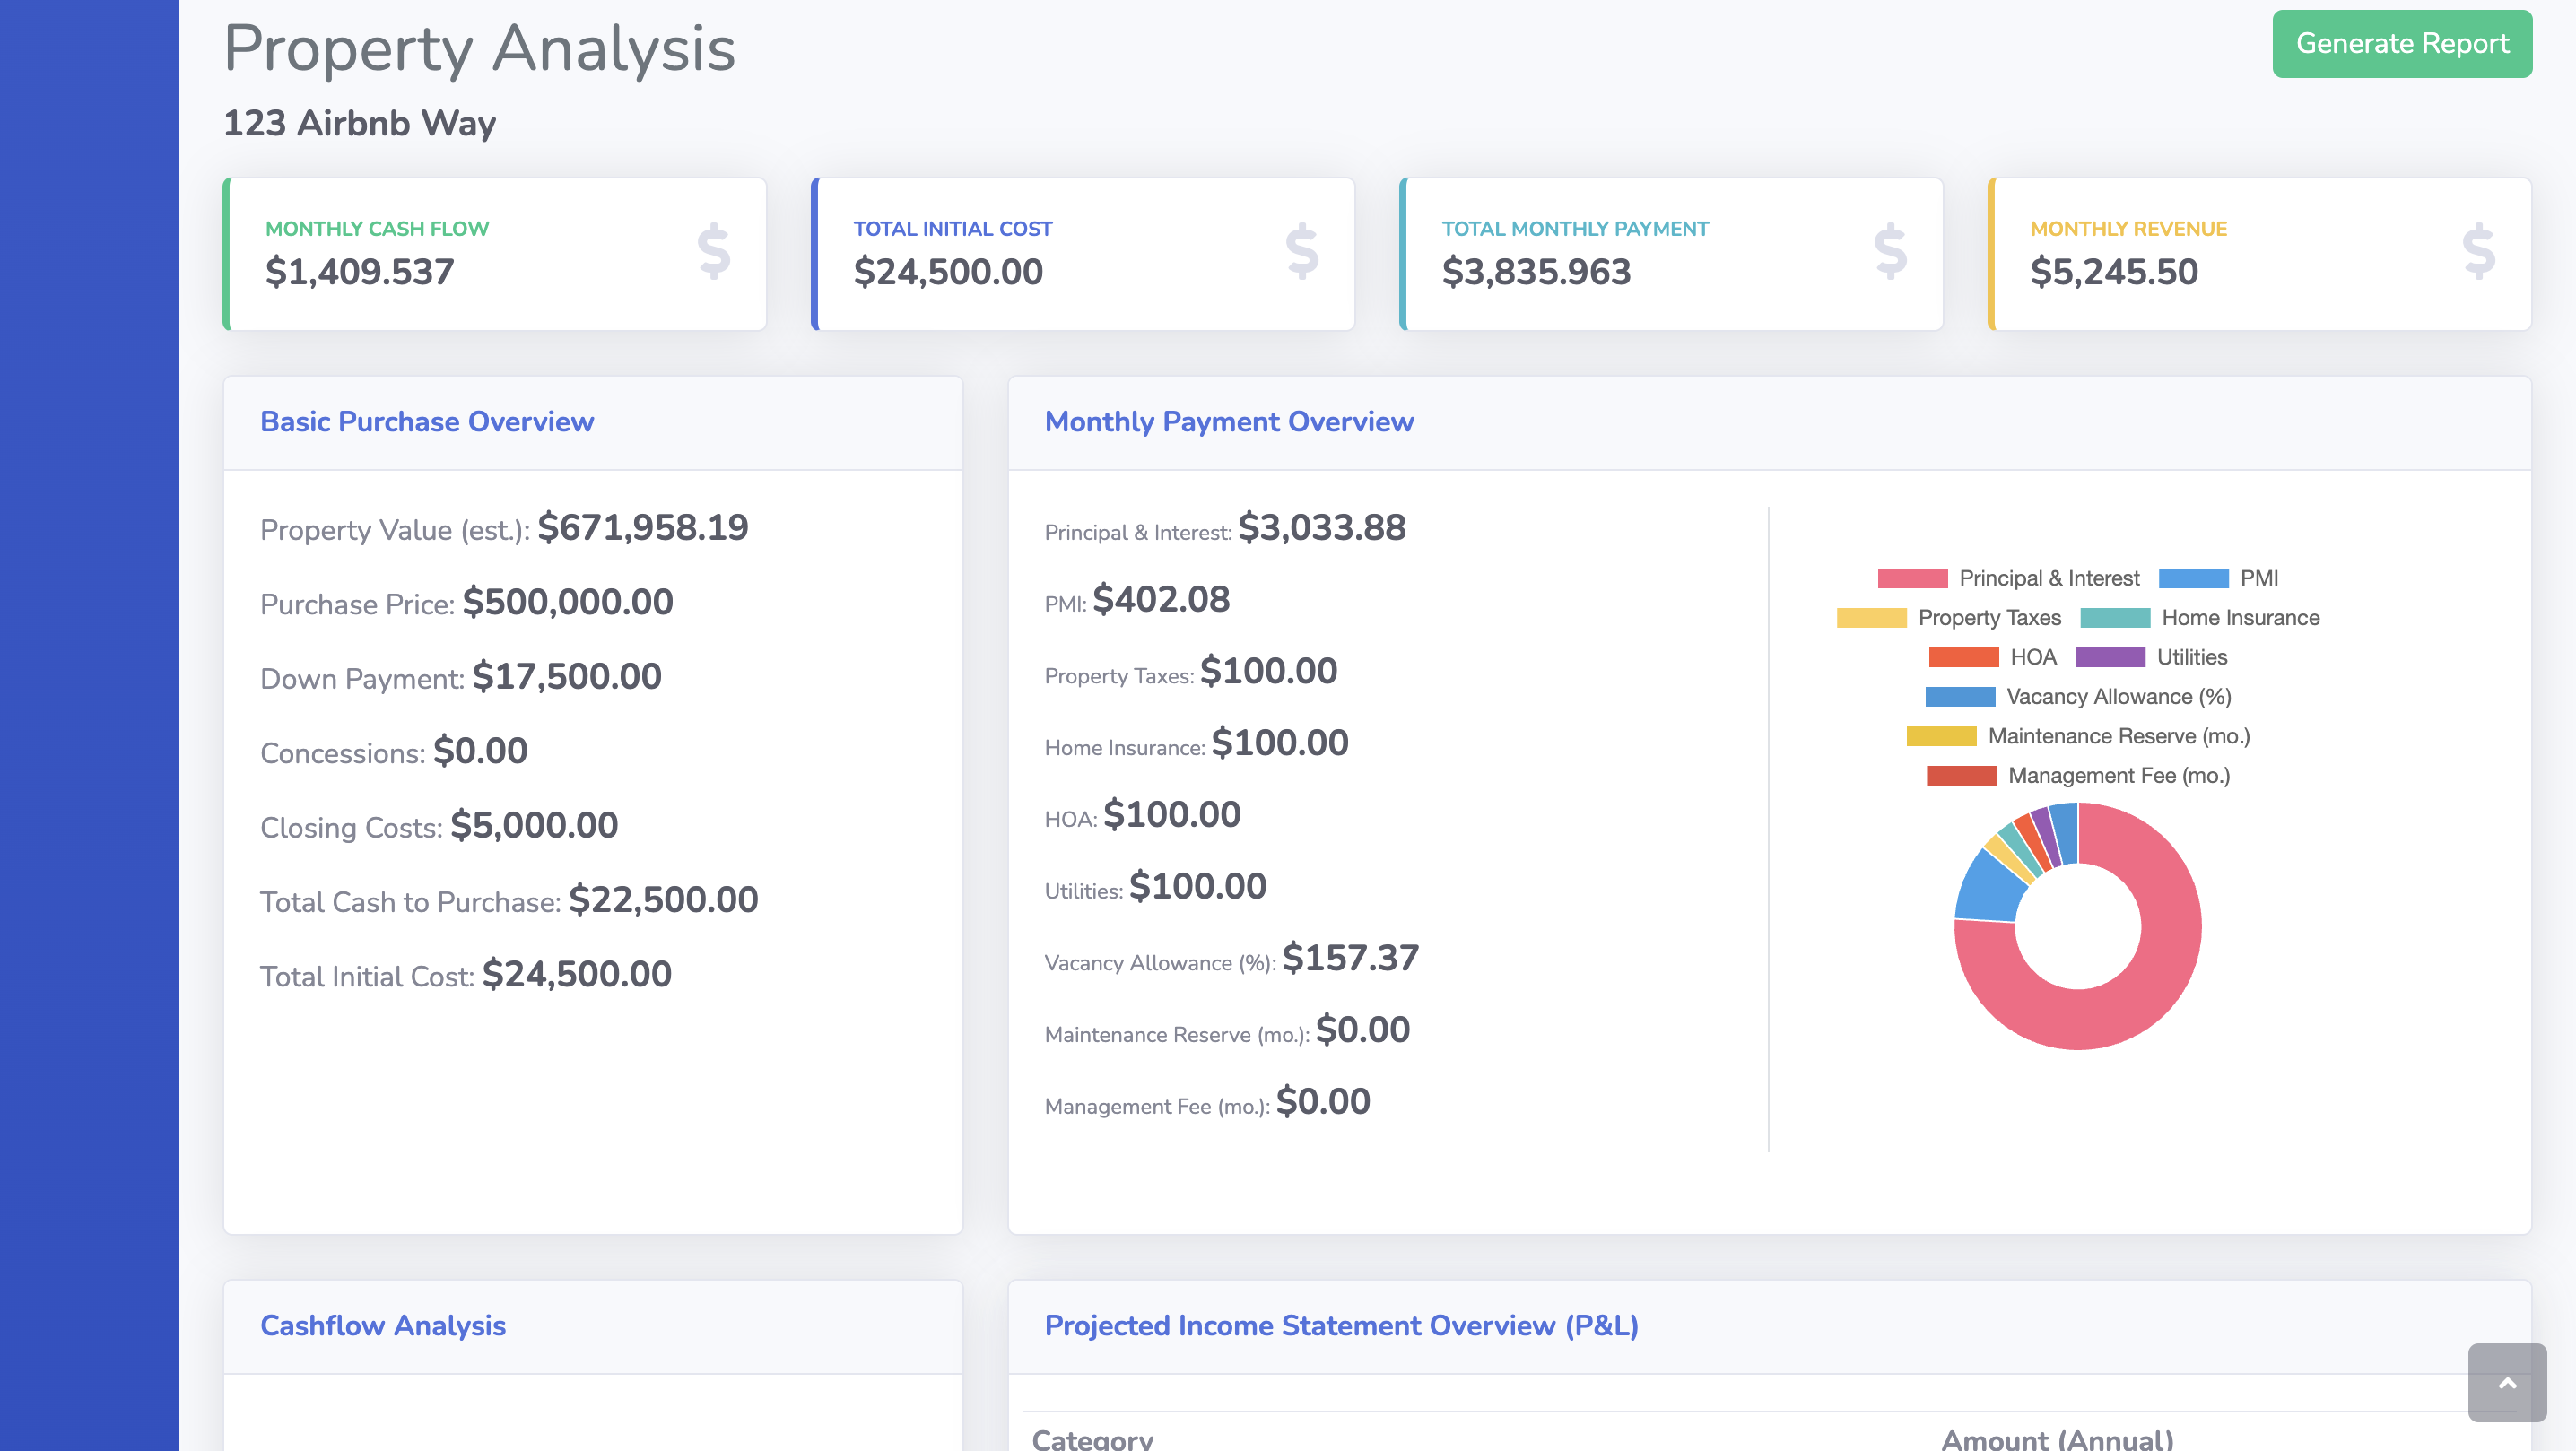 Property Analysis
Generate Report
123 Airbnb Way
MONTHLY CASH FLOW
$1,409.537
$
TOTAL INITIAL COST
$24,500.00
$
TOTAL MONTHLY PAYMENT
$3,835.963
$
MONTHLY REVENUE
$5,245.50
$
Basic Purchase Overview
Property Value (est.): $671,958.19
Purchase Price: $500,000.00
Down Payment: $17,500.00
Concessions: $0.00
Closing Costs: $5,000.00
Total Cash to Purchase: $22,500.00
Total Initial Cost: $24,500.00
Monthly Payment Overview
Principal & Interest: $3,033.88
PMI: $402.08
Property Taxes: $100.00
Home Insurance: $100.00
HOA: $100.00
Utilities: $100.00
Vacancy Allowance (%): $157.37
Maintenance Reserve (mo.): $0.00
Management Fee (mo.): $0.00
Principal & Interest PMI
Property Taxes Home Insurance
HOA Utilities
Vacancy Allowance (%)
Maintenance Reserve (mo.)
Management Fee (mo.)
Cashflow Analysis
Projected Income Statement Overview (P&L)
Category Amount (Annual)